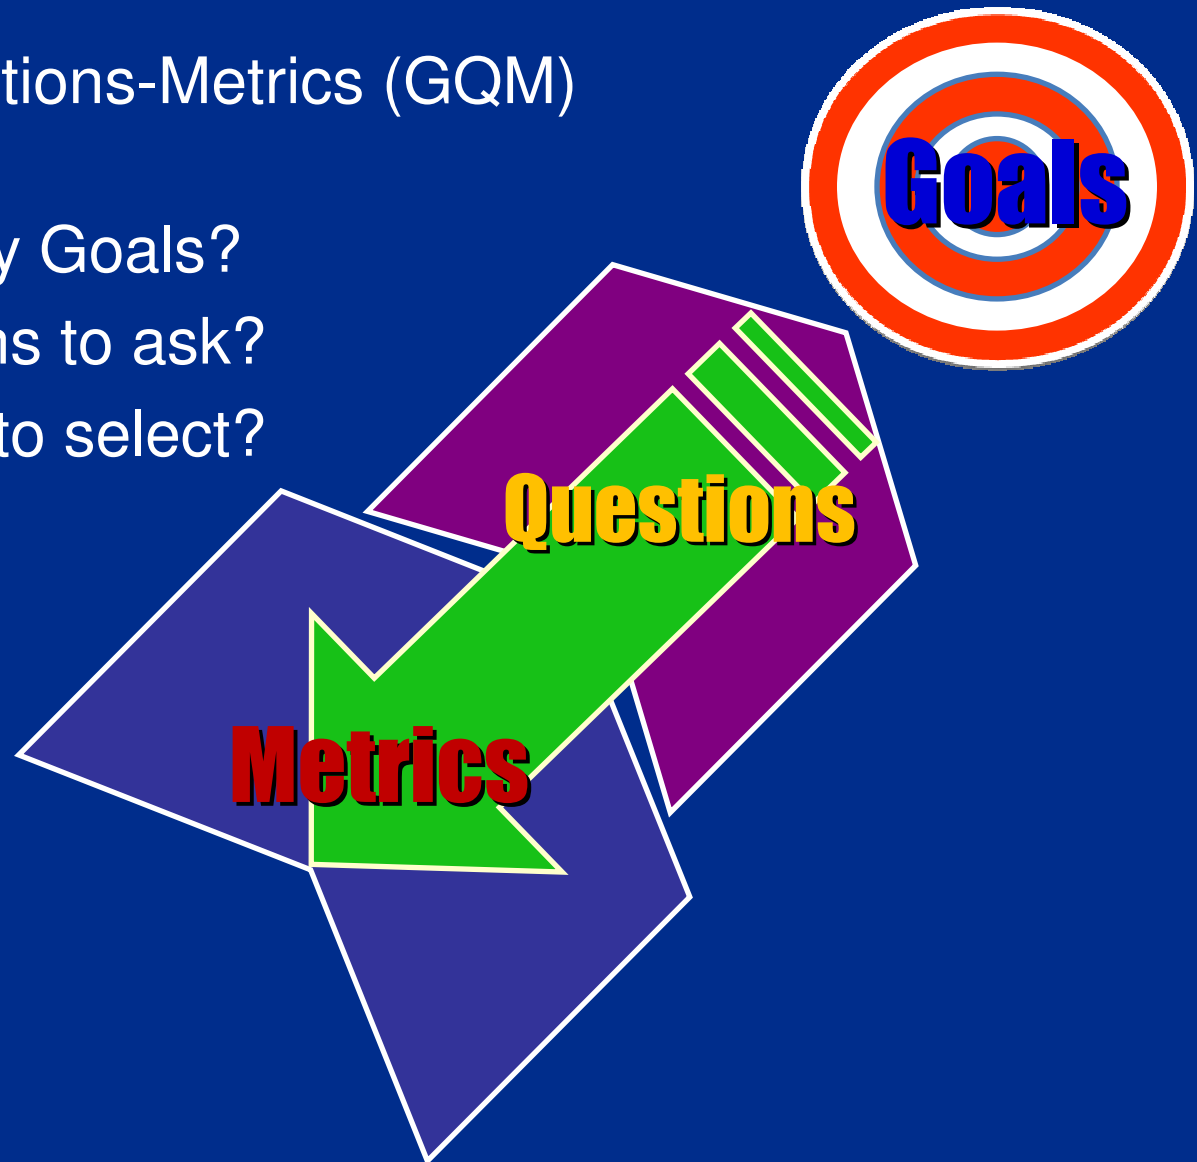 tions-Metrics (GQM)
Goals
y Goals?
ns to ask?
to select?
Questions
Metrics